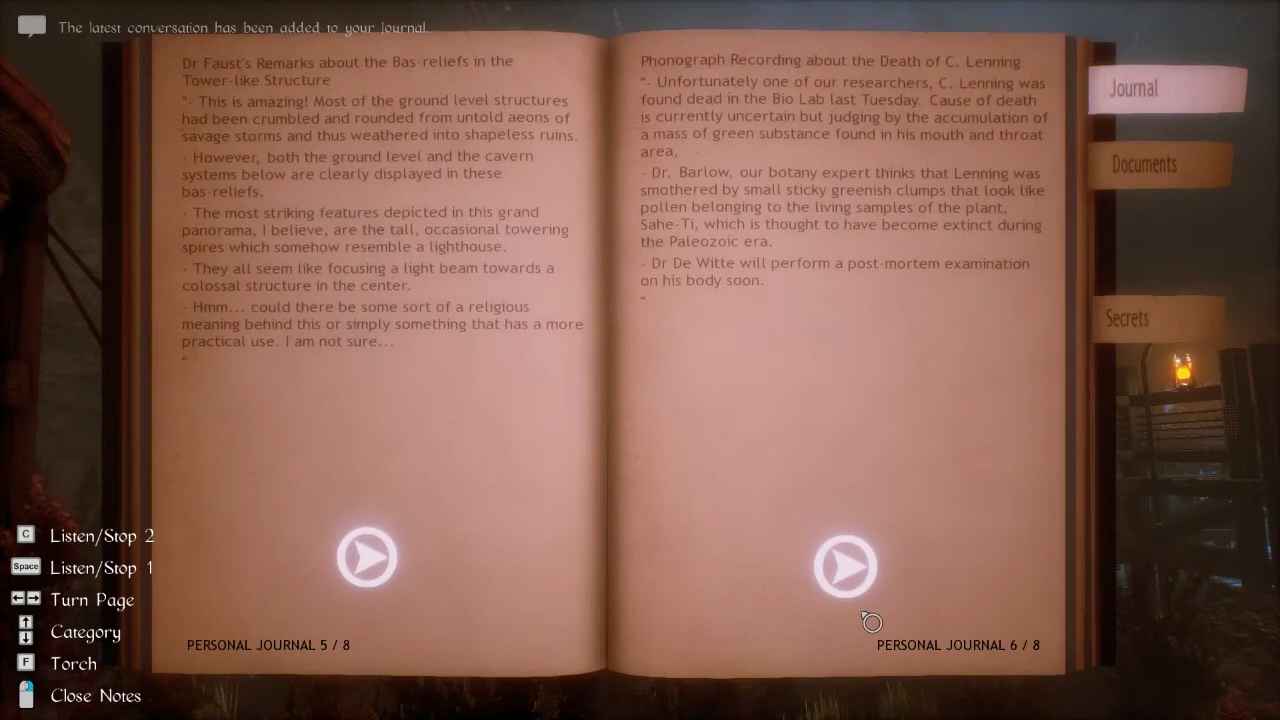 The latest conversation has been added to your Journal.
Dr Faust's Remarks about the Bas-reliefs in the
Tower-like Structure
"- This is amazing! Most of the ground level structures
had been crumbled and rounded from untold aeons of
savage storms and thus weathered into shapeless ruins.
- However, both the ground level and the cavern
systems below are clearly displayed in these
bas-reliefs.
- The most striking features depicted in this grand
panorama, I believe, are the tall, occasional towering
spires which somehow resemble a lighthouse.
- They all seem like focusing a light beam towards a
colossal structure in the center.
- Hmm... could there be some sort of a religious
meaning behind this or simply something that has a more
practical use. I am not sure...
"
PERSONAL JOURNAL 5 / 8
Phonograph Recording about the Death of C. Lenning
"- Unfortunately one of our researchers, C. Lenning was
found dead in the Bio Lab last Tuesday. Cause of death
is currently uncertain but judging by the accumulation of
a mass of green substance found in his mouth and throat
area,
- Dr. Barlow, our botany expert thinks that Lenning was
smothered by small sticky greenish clumps that look like
pollen belonging to the living samples of the plant,
Sahe-Ti, which is thought to have become extinct during
the Paleozoic era.
- Dr De Witte will perform a post-mortem examination
on his body soon.
"
PERSONAL JOURNAL 6 / 8
Journal
Documents
Secrets
C Listen/Stop 2
Space Listen/Stop 1
Turn Page
Category
F Torch
Close Notes